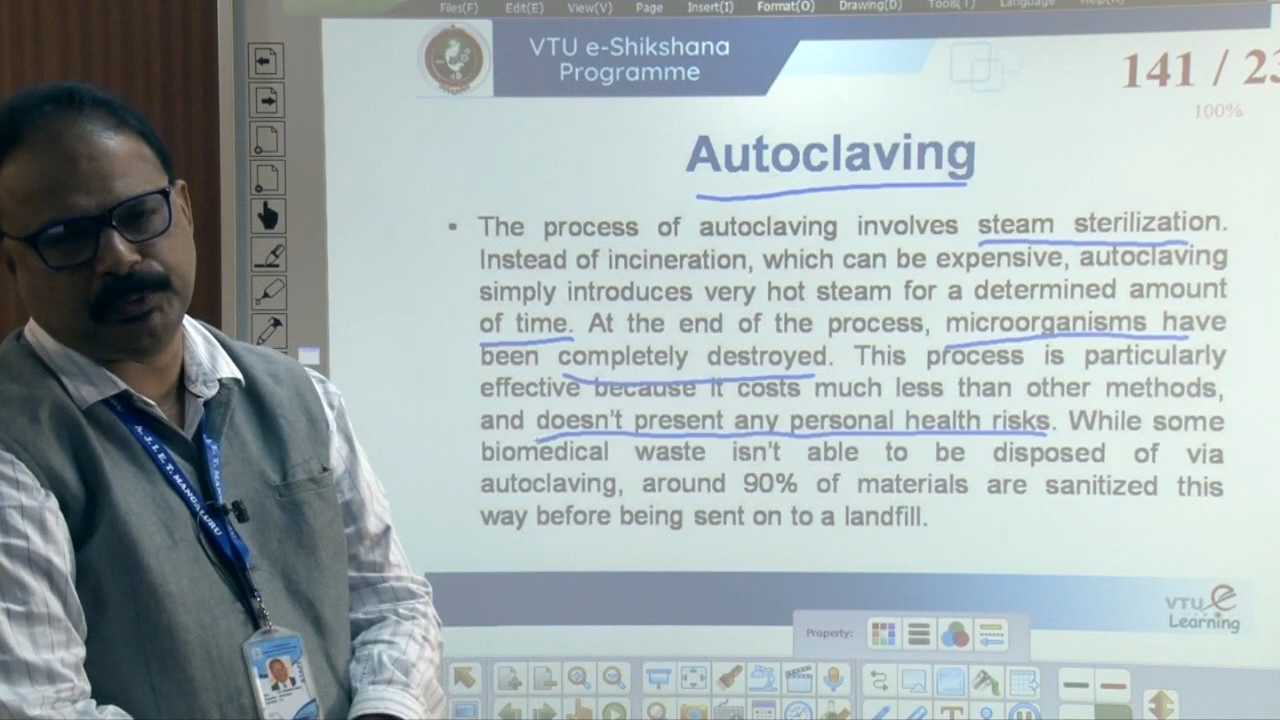 Files(F) Edit(E) View(V) Page Insert(I) Format(O) Drawing(D) Tools(T) Language Help(H)
VTU e-Shikshana
Programme
141 / 23
100%
Autoclaving
▪ The process of autoclaving involves steam sterilization.
Instead of incineration, which can be expensive, autoclaving
simply introduces very hot steam for a determined amount
of time. At the end of the process, microorganisms have
been completely destroyed. This process is particularly
effective because it costs much less than other methods,
and doesn't present any personal health risks. While some
biomedical waste isn't able to be disposed of via
autoclaving, around 90% of materials are sanitized this
way before being sent on to a landfill.
A.J.I.E.T. MANGALURU
VTU e
Learning
Property: